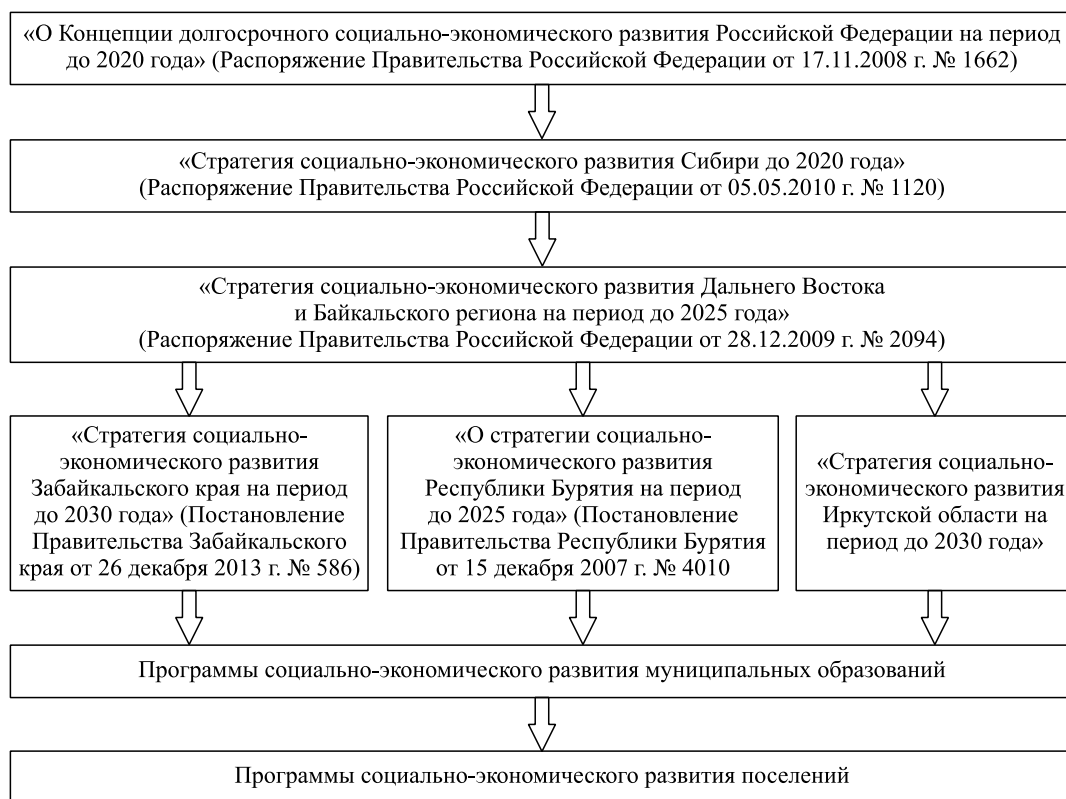 «О Концепции долгосрочного социально-экономического развития Российской Федерации на период
до 2020 года» (Распоряжение Правительства Российской Федерации от 17.11.2008 г. № 1662)
«Стратегия социально-экономического развития Сибири до 2020 года»
(Распоряжение Правительства Российской Федерации от 05.05.2010 г. № 1120)
«Стратегия социально-экономического развития Дальнего Востока
и Байкальского региона на период до 2025 года»
(Распоряжение Правительства Российской Федерации от 28.12.2009 г. № 2094)
«Стратегия социально-
экономического развития
Забайкальского края на период
до 2030 года» (Постановление
Правительства Забайкальского
края от 26 декабря 2013 г. № 586)
«О стратегии социально-
экономического развития
Республики Бурятия на период
до 2025 года» (Постановление
Правительства Республики Бурятия
от 15 декабря 2007 г. № 4010
«Стратегия социально-
экономического развития
Иркутской области на
период до 2030 года»
Программы социально-экономического развития муниципальных образований
Программы социально-экономического развития поселений